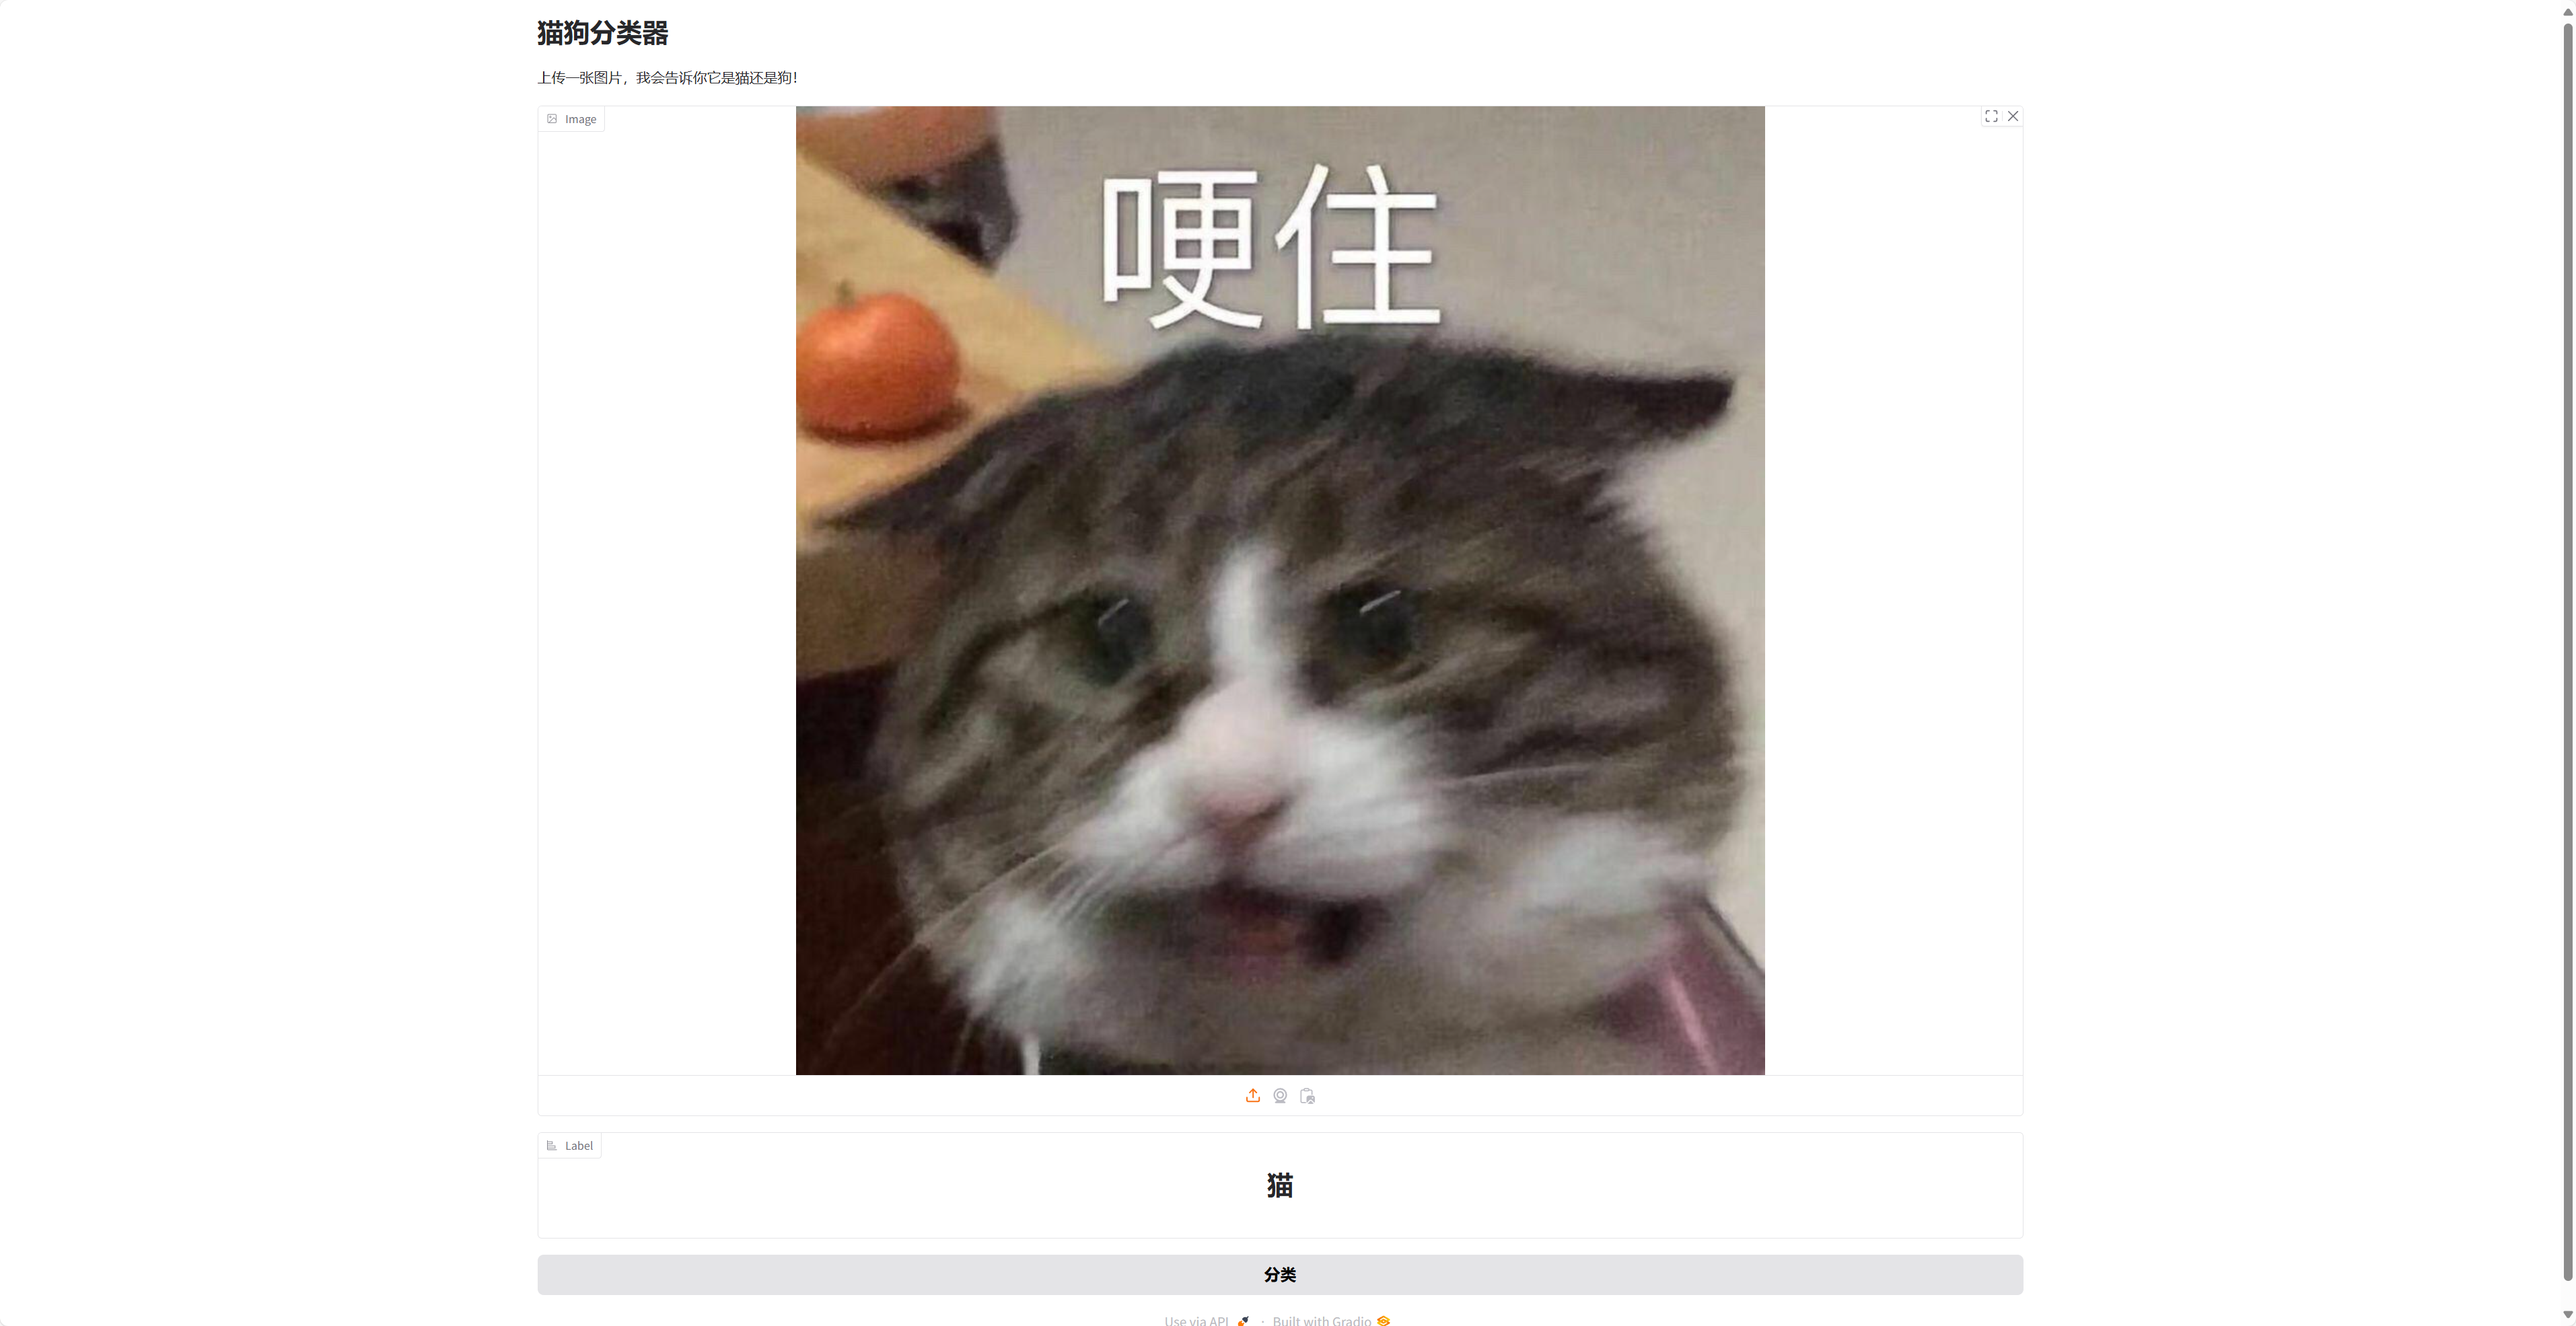 猫狗分类器
上传一张图片，我会告诉你它是猫还是狗！
Image
哽住
Label
猫
分类
Use via API · Built with Gradio